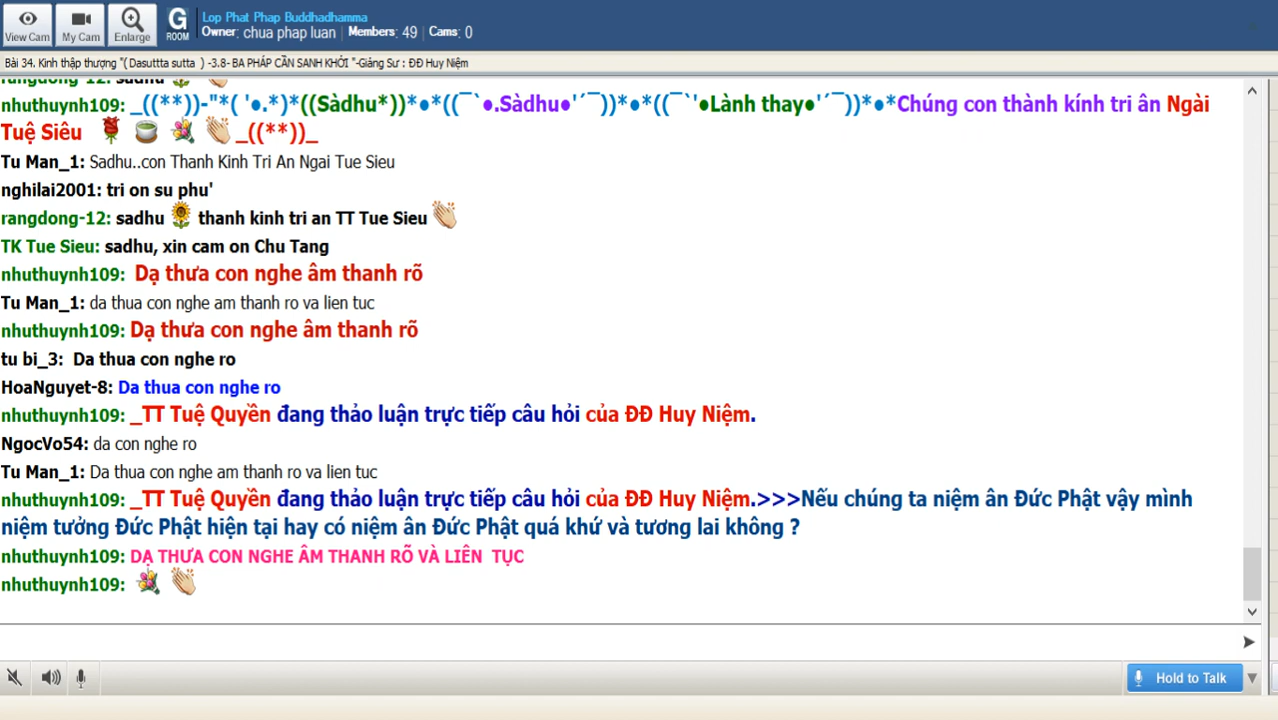 View Cam
My Cam
Enlarge
G
ROOM
Lop Phat Phap Buddhadhamma
Owner: chua phap luan | Members: 49 | Cams: 0
Bài 34. Kinh thập thượng "(Dasuttta sutta ) -3.8- BA PHÁP CẦN SANH KHỞI "-Giảng Sư : ĐĐ Huy Niệm
rangdong-12: sadhu
nhuthuynh109: _((**))-"*( '●.*)*((Sàdhu*))*●*((¯`●.Sàdhu●'´¯))*●*((¯`'●Lành thay●'´¯))*●*Chúng con thành kính tri ân Ngài
Tuệ Siêu _((**))_
Tu Man_1: Sadhu..con Thanh Kinh Tri An Ngai Tue Sieu
nghilai2001: tri on su phu'
rangdong-12: sadhu thanh kinh tri an TT Tue Sieu
TK Tue Sieu: sadhu, xin cam on Chu Tang
nhuthuynh109: Dạ thưa con nghe âm thanh rõ
Tu Man_1: da thua con nghe am thanh ro va lien tuc
nhuthuynh109: Dạ thưa con nghe âm thanh rõ
tu bi_3: Da thua con nghe ro
HoaNguyet-8: Da thua con nghe ro
nhuthuynh109: _TT Tuệ Quyền đang thảo luận trực tiếp câu hỏi của ĐĐ Huy Niệm.
NgocVo54: da con nghe ro
Tu Man_1: Da thua con nghe am thanh ro va lien tuc
nhuthuynh109: _TT Tuệ Quyền đang thảo luận trực tiếp câu hỏi của ĐĐ Huy Niệm.>>>Nếu chúng ta niệm ân Đức Phật vậy mình
niệm tưởng Đức Phật hiện tại hay có niệm ân Đức Phật quá khứ và tương lai không ?
nhuthuynh109: DẠ THƯA CON NGHE ÂM THANH RÕ VÀ LIÊN TỤC
nhuthuynh109:
Hold to Talk